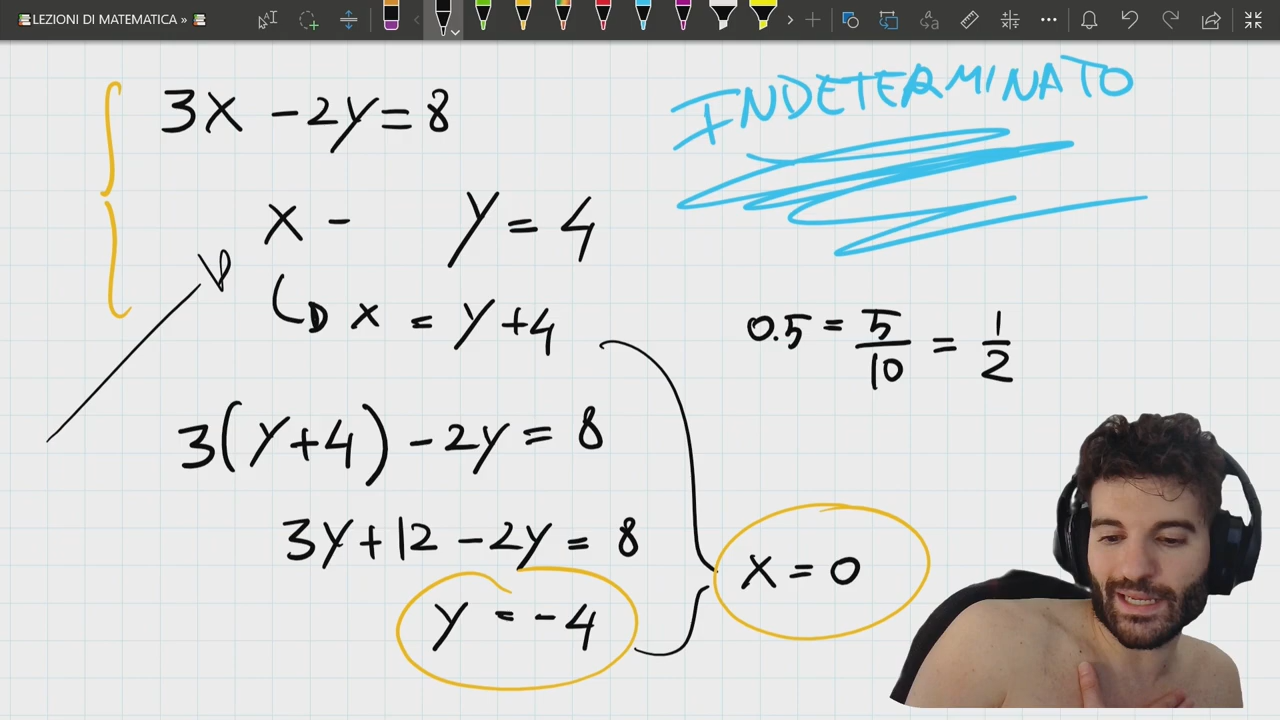 LEZIONI DI MATEMATICA »
INDETERMINATO
3X - 2Y = 8
X - Y = 4
X = Y + 4
0.5 = 5/10 = 1/2
3(Y+4) - 2Y = 8
3Y + 12 - 2Y = 8
X = 0
Y = -4